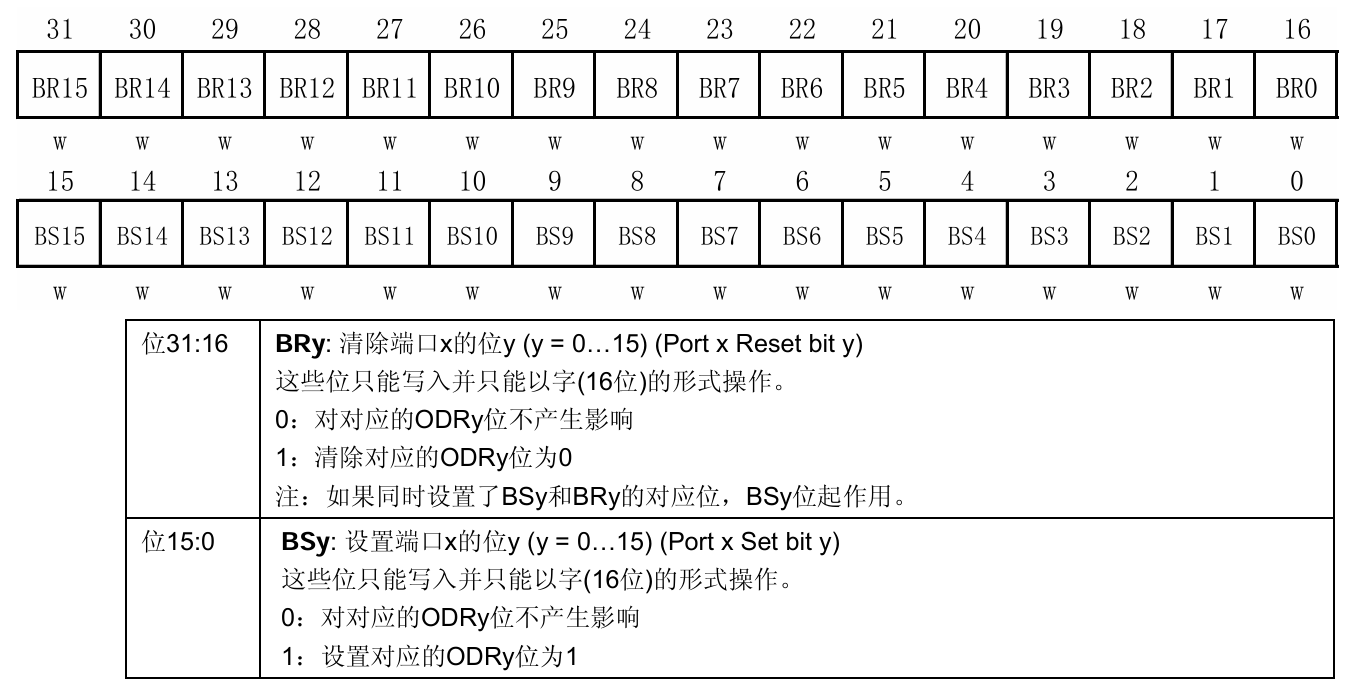 31 30 29 28 27 26 25 24 23 22 21 20 19 18 17 16
BR15 BR14 BR13 BR12 BR11 BR10 BR9 BR8 BR7 BR6 BR5 BR4 BR3 BR2 BR1 BR0
w w w w w w w w w w w w w w w w
15 14 13 12 11 10 9 8 7 6 5 4 3 2 1 0
BS15 BS14 BS13 BS12 BS11 BS10 BS9 BS8 BS7 BS6 BS5 BS4 BS3 BS2 BS1 BS0
w w w w w w w w w w w w w w w w
位31:16 BRy: 清除端口x的位y (y = 0…15) (Port x Reset bit y)
这些位只能写入并只能以字(16位)的形式操作。
0：对对应的ODRy位不产生影响
1：清除对应的ODRy位为0
注：如果同时设置了BSy和BRy的对应位，BSy位起作用。
位15:0 BSy: 设置端口x的位y (y = 0…15) (Port x Set bit y)
这些位只能写入并只能以字(16位)的形式操作。
0：对对应的ODRy位不产生影响
1：设置对应的ODRy位为1